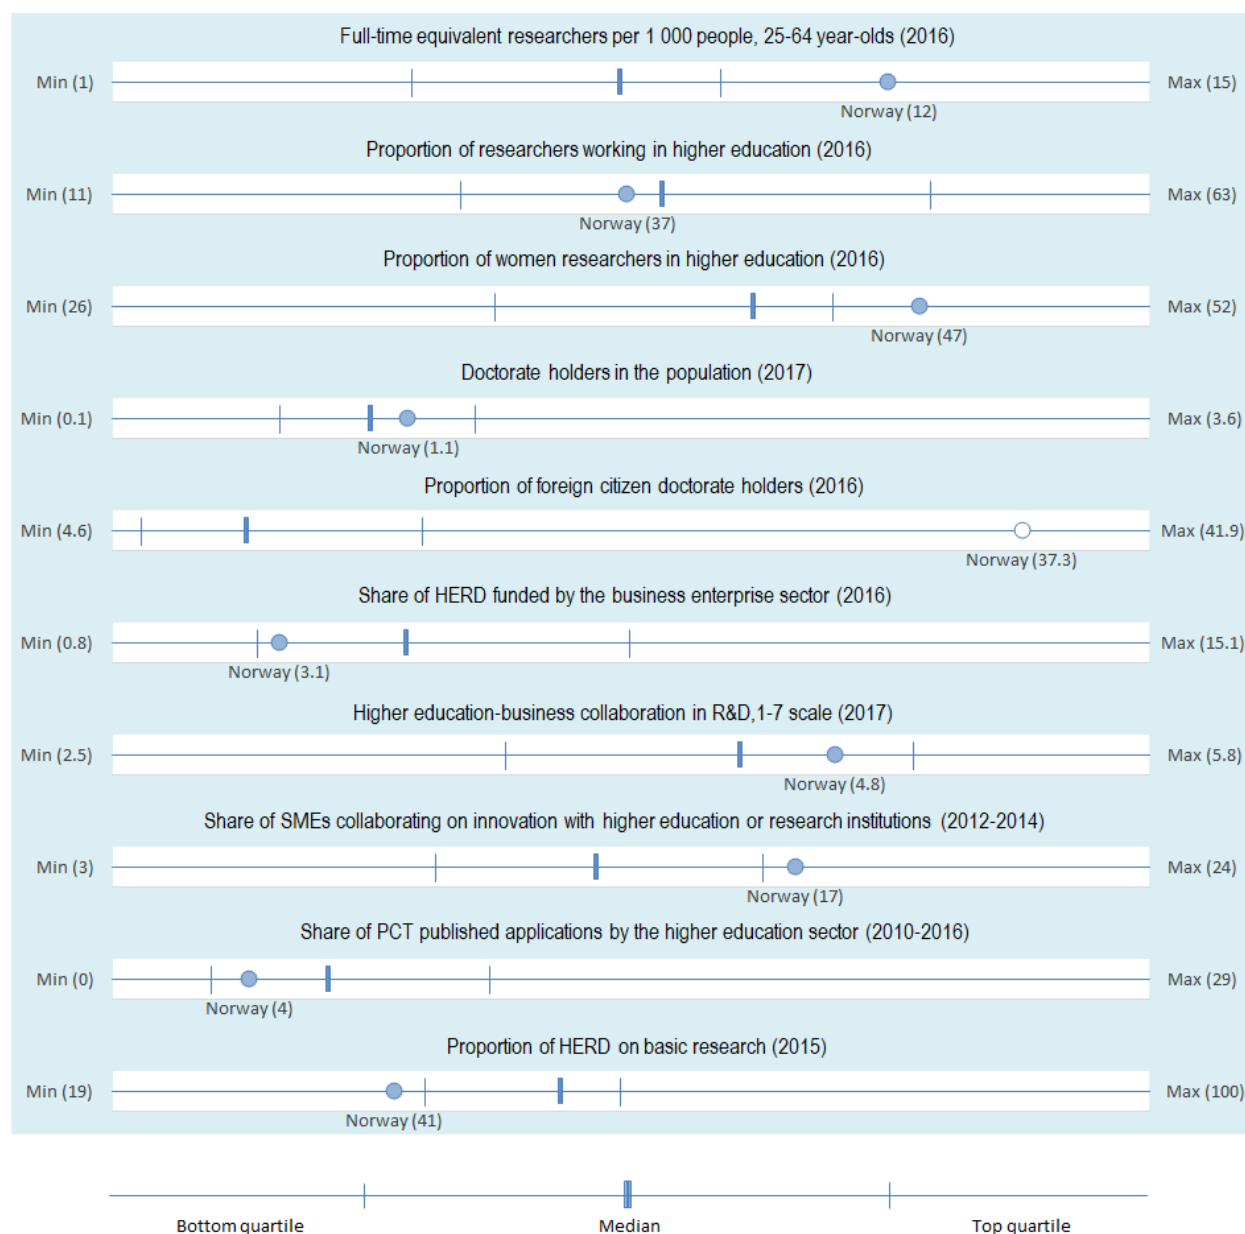 Full-time equivalent researchers per 1 000 people, 25-64 year-olds (2016)
Min (1)
Max (15)
Norway (12)
Proportion of researchers working in higher education (2016)
Min (11)
Max (63)
Norway (37)
Proportion of women researchers in higher education (2016)
Min (26)
Max (52)
Norway (47)
Doctorate holders in the population (2017)
Min (0.1)
Max (3.6)
Norway (1.1)
Proportion of foreign citizen doctorate holders (2016)
Min (4.6)
Max (41.9)
Norway (37.3)
Share of HERD funded by the business enterprise sector (2016)
Min (0.8)
Max (15.1)
Norway (3.1)
Higher education-business collaboration in R&D,1-7 scale (2017)
Min (2.5)
Max (5.8)
Norway (4.8)
Share of SMEs collaborating on innovation with higher education or research institutions (2012-2014)
Min (3)
Max (24)
Norway (17)
Share of PCT published applications by the higher education sector (2010-2016)
Min (0)
Max (29)
Norway (4)
Proportion of HERD on basic research (2015)
Min (19)
Max (100)
Norway (41)
Bottom quartile
Median
Top quartile